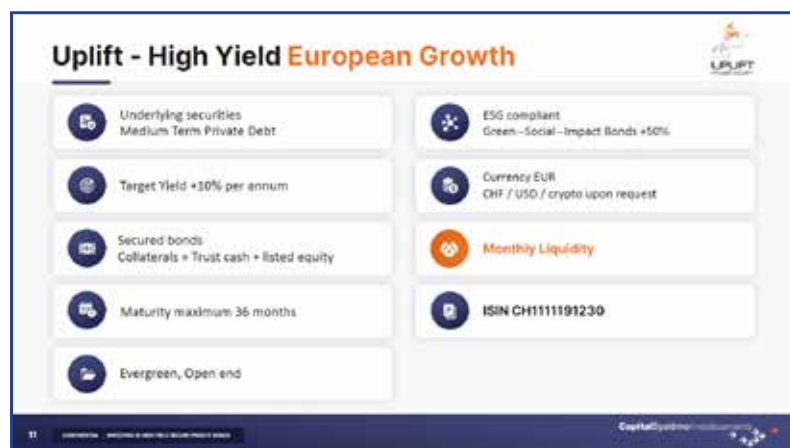 Uplift - High Yield European Growth
UPLIFT
Underlying securities
Medium Term Private Debt
Target Yield +10% per annum
Secured bonds
Collaterals = Trust cash + listed equity
Maturity maximum 36 months
Evergreen, Open end
ESG compliant
Green–Social–Impact Bonds +50%
Currency EUR
CHF / USD / crypto upon request
Monthly Liquidity
ISIN CH1111191230
11